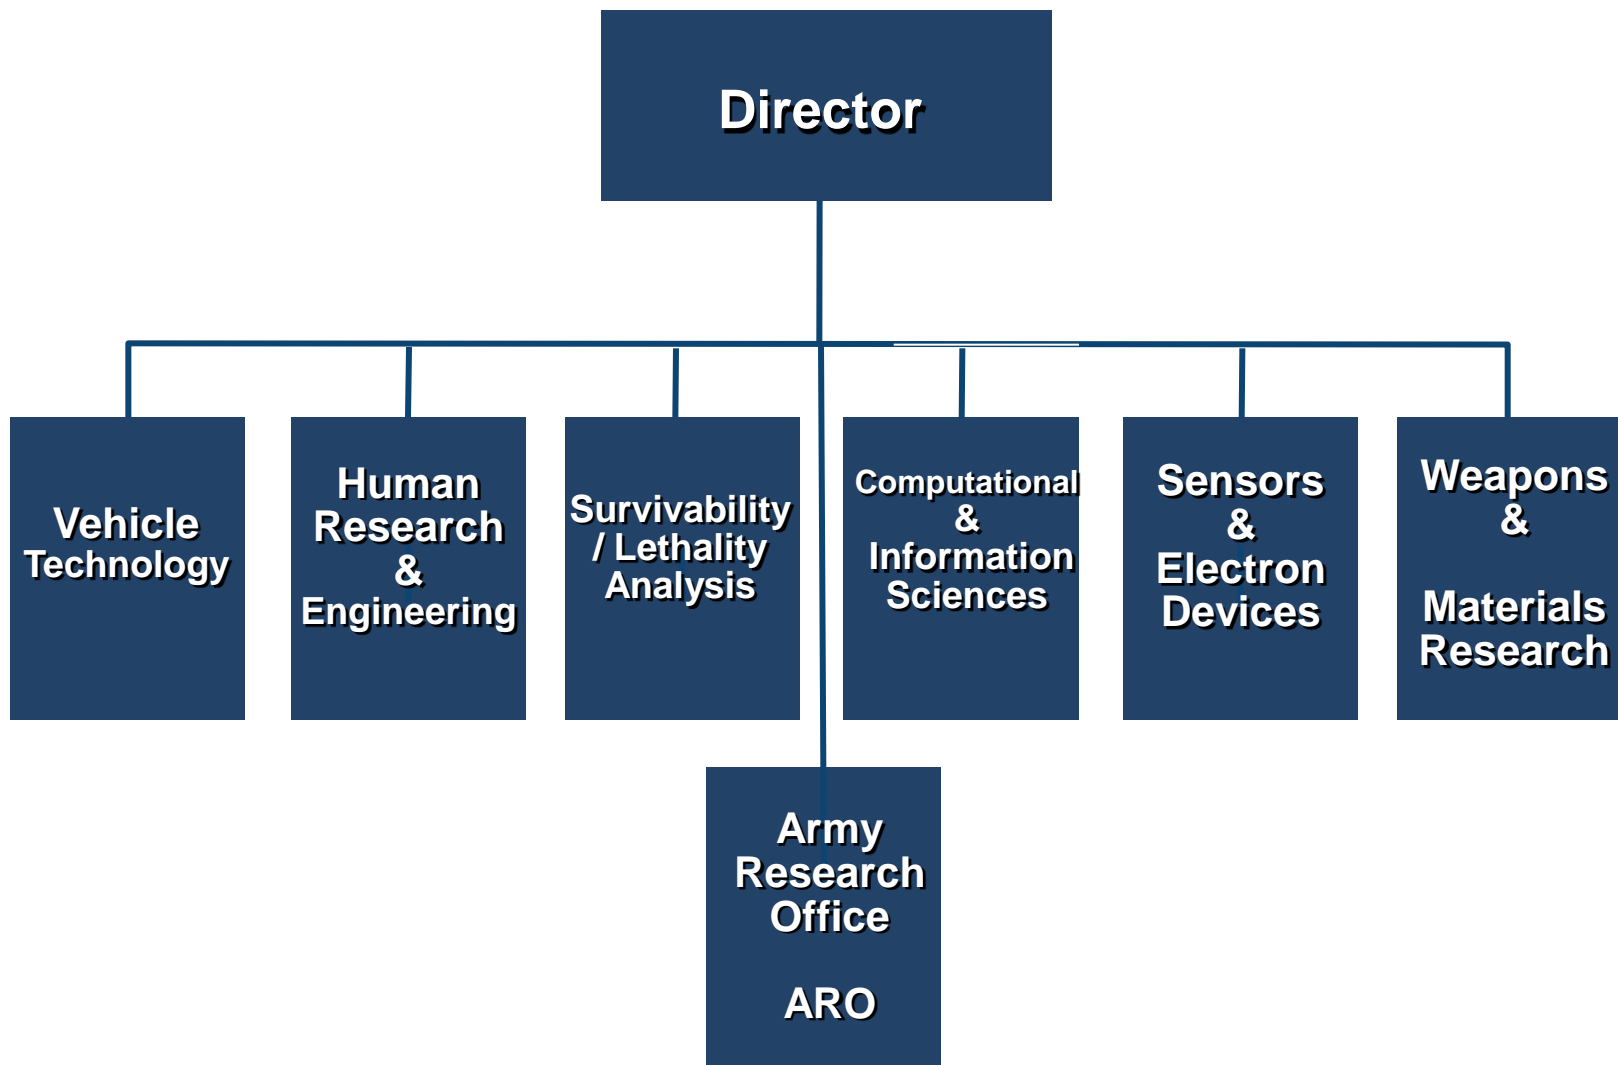 Director
Vehicle
Technology
Human
Research
&
Engineering
Survivability
/ Lethality
Analysis
Computational
&
Information
Sciences
Sensors
&
Electron
Devices
Weapons
&
Materials
Research
Army
Research
Office
ARO